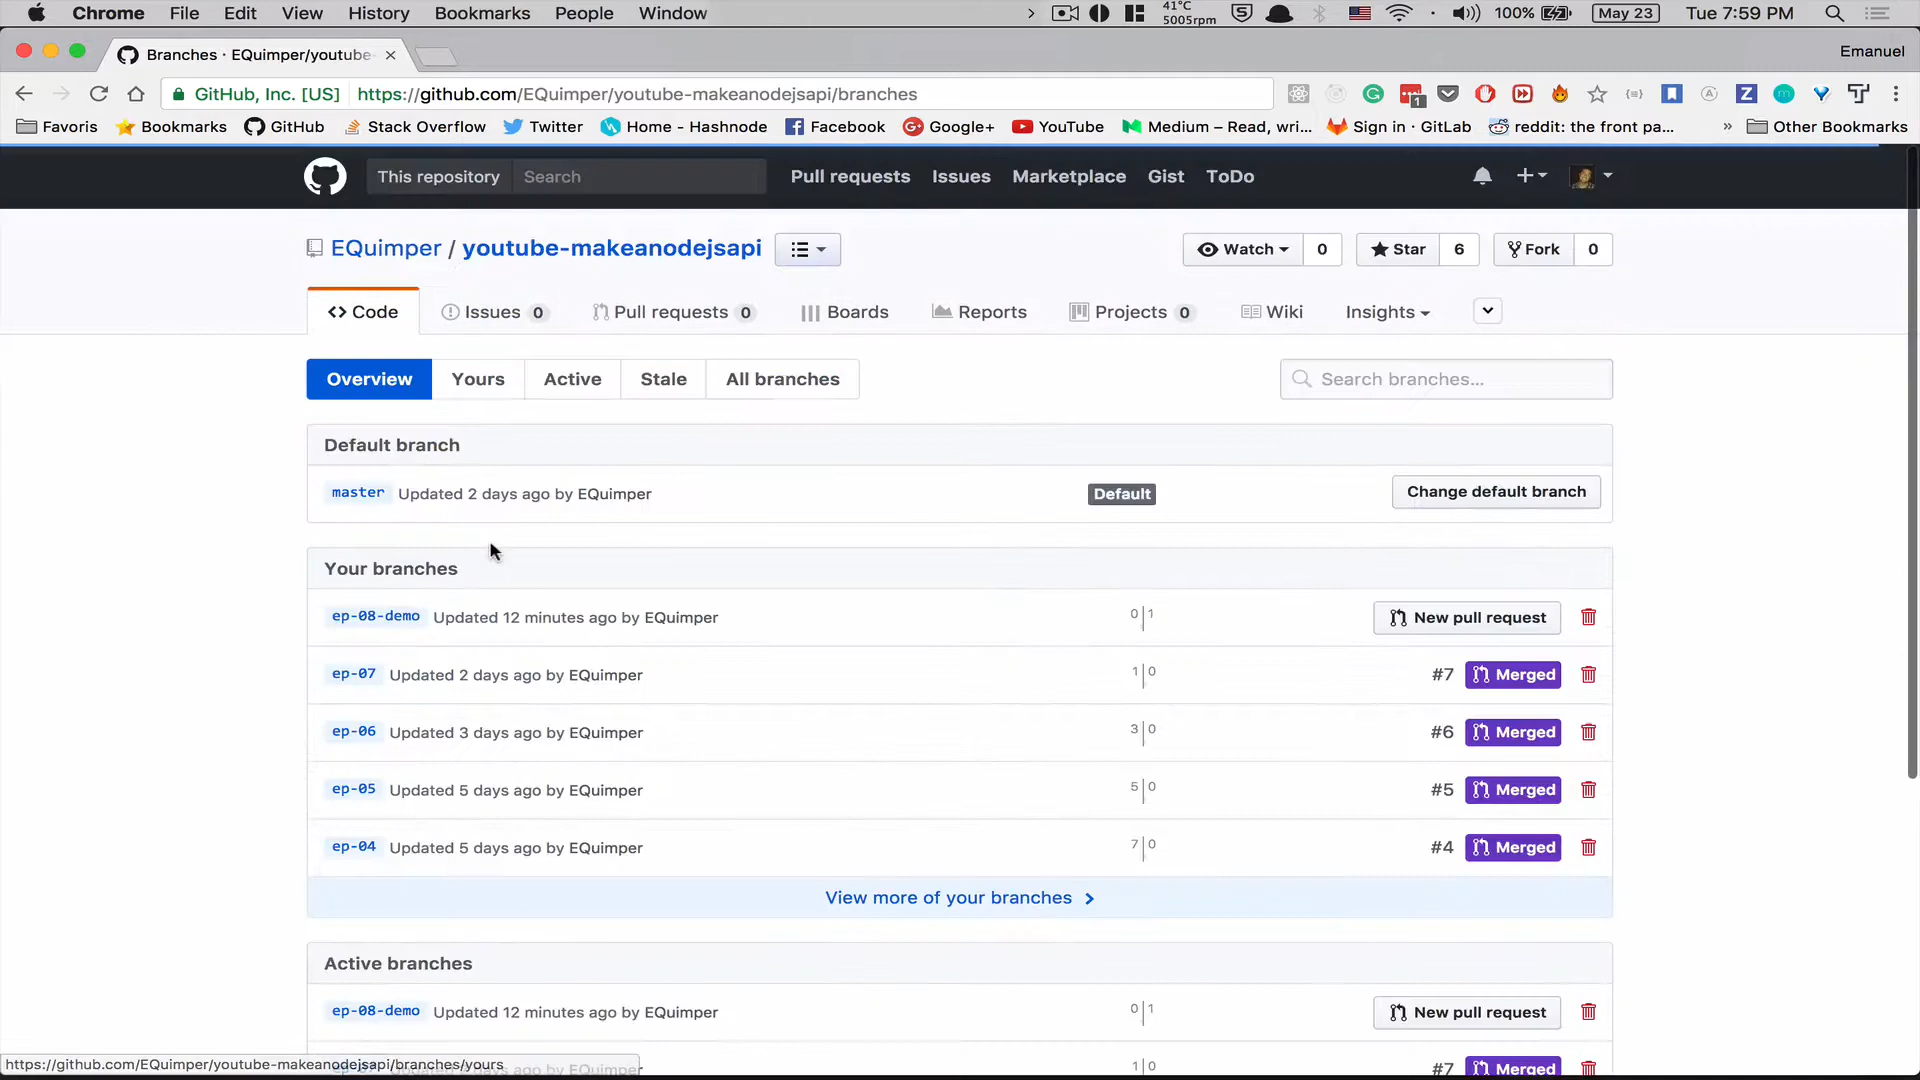 Chrome File Edit View History Bookmarks People Window 41°C 5005rpm 100% May 23 Tue 7:59 PM
Branches · EQuimper/youtube- Emanuel
GitHub, Inc. [US] https://github.com/EQuimper/youtube-makeanodejsapi/branches 1
Favoris Bookmarks GitHub Stack Overflow Twitter Home - Hashnode Facebook Google+ YouTube Medium – Read, wri... Sign in · GitLab reddit: the front pa... » Other Bookmarks
This repository Search Pull requests Issues Marketplace Gist ToDo
EQuimper / youtube-makeanodejsapi Watch 0 Star 6 Fork 0
Code Issues 0 Pull requests 0 Boards Reports Projects 0 Wiki Insights
Overview Yours Active Stale All branches Search branches...
Default branch
master Updated 2 days ago by EQuimper Default Change default branch
Your branches
ep-08-demo Updated 12 minutes ago by EQuimper 0 1 New pull request
ep-07 Updated 2 days ago by EQuimper 1 0 #7 Merged
ep-06 Updated 3 days ago by EQuimper 3 0 #6 Merged
ep-05 Updated 5 days ago by EQuimper 5 0 #5 Merged
ep-04 Updated 5 days ago by EQuimper 7 0 #4 Merged
View more of your branches
Active branches
ep-08-demo Updated 12 minutes ago by EQuimper 0 1 New pull request
1 0 #7 Merged
https://github.com/EQuimper/youtube-makeanodejsapi/branches/yours